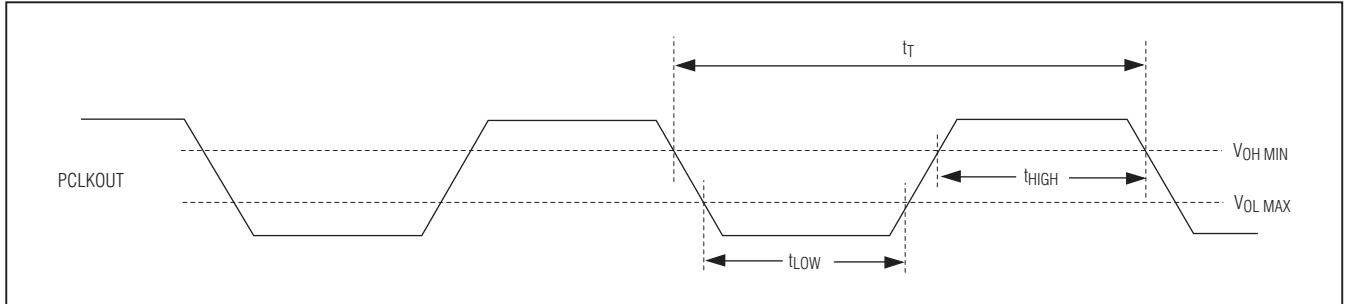 tT
VOH MIN
PCLKOUT
tHIGH
VOL MAX
tLOW